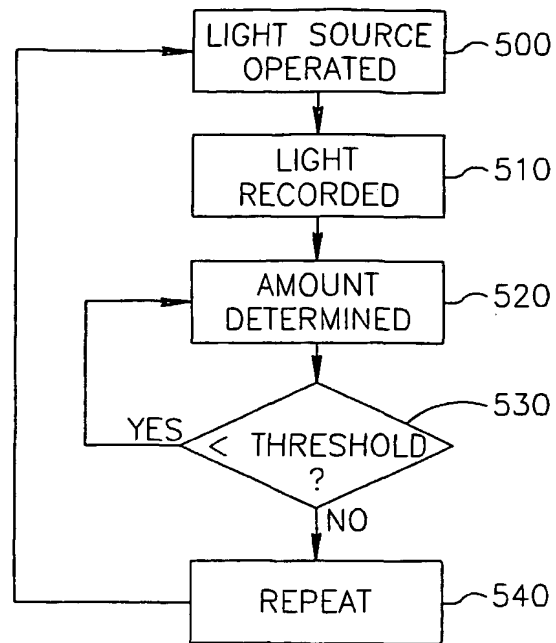 LIGHT SOURCE
OPERATED
500
LIGHT
RECORDED
510
AMOUNT
DETERMINED
520
530
YES
< THRESHOLD
?
NO
REPEAT
540